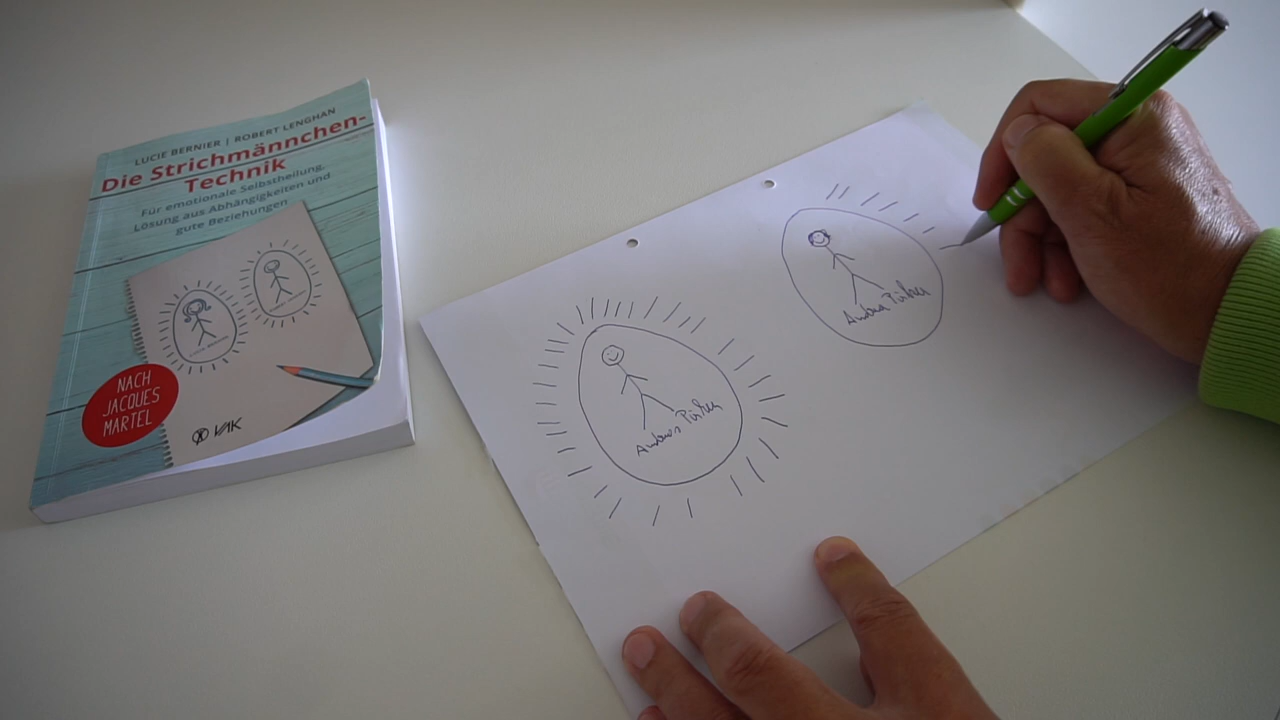 LUCIE BERNIER | ROBERT LENGHAN
Die Strichmännchen-
Technik
Für emotionale Selbstheilung,
Lösung aus Abhängigkeiten und
gute Beziehungen
NACH
JACQUES
MARTEL
VAK